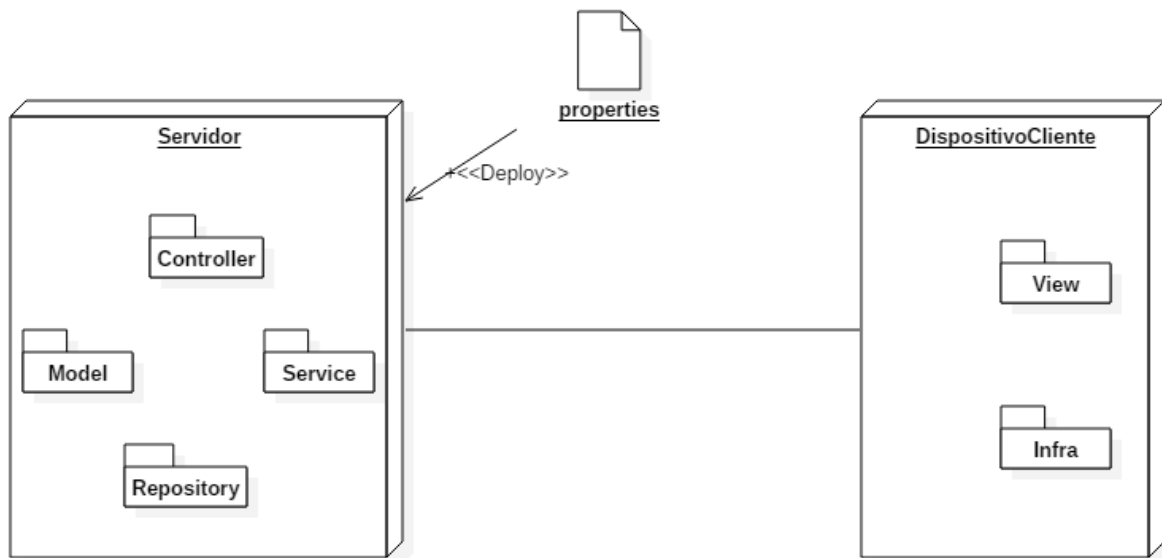 properties
Servidor
DispositivoCliente
+<<Deploy>>
Controller
View
Model
Service
Infra
Repository